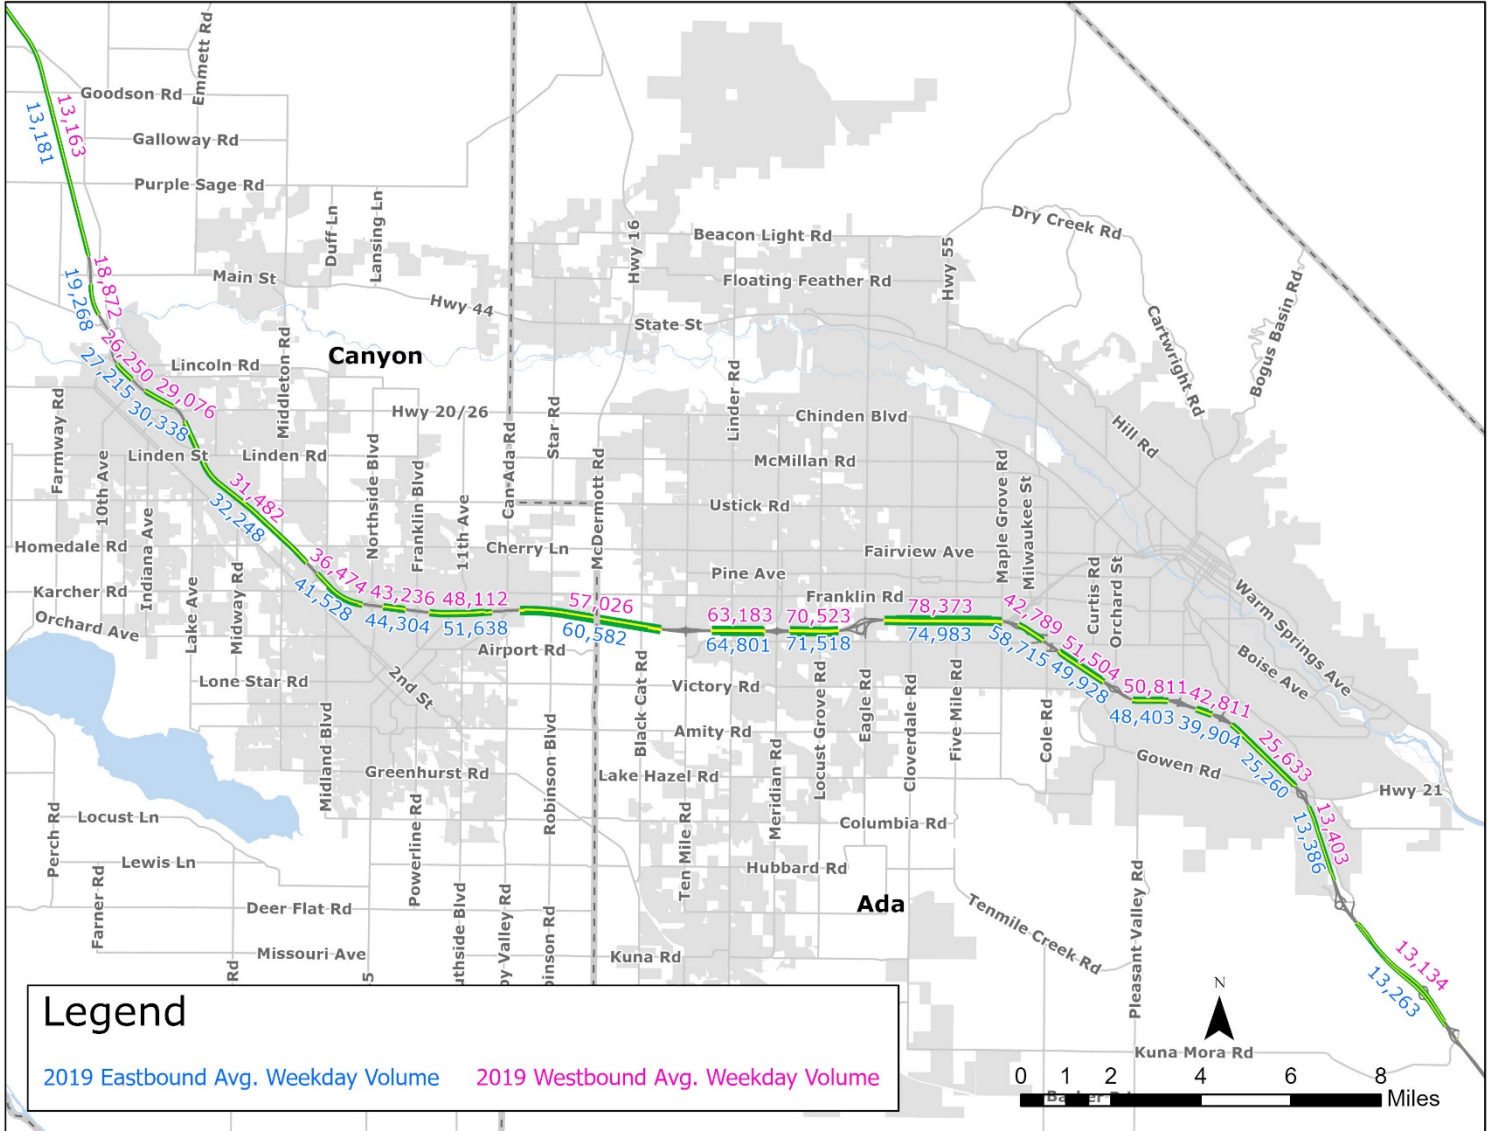 Goodson Rd
Emmett Rd
13,163
13,181
Galloway Rd
Purple Sage Rd
Duff Ln
Lansing Ln
Hwy 16
Beacon Light Rd
Hwy 55
Dry Creek Rd
18,872
19,268
Main St
Hwy 44
Floating Feather Rd
State St
Cartwright Rd
Bogus Basin Rd
26,250
27,215
Lincoln Rd
Middleton Rd
Canyon
Linder Rd
29,076
30,338
Farmway Rd
Hwy 20/26
Can-Ada Rd
Star Rd
Chinden Blvd
Hill Rd
Linden St
Linden Rd
Northside Blvd
Franklin Blvd
McDermott Rd
McMillan Rd
Maple Grove Rd
Milwaukee St
10th Ave
31,482
32,248
11th Ave
Ustick Rd
Indiana Ave
Homedale Rd
Cherry Ln
Fairview Ave
Curtis Rd
Orchard St
Pine Ave
Karcher Rd
Lake Ave
Midway Rd
36,474
41,528
43,236
44,304
48,112
51,638
57,026
60,582
63,183
64,801
70,523
71,518
Franklin Rd
78,373
74,983
42,789
58,715
51,504
49,928
Warm Springs Ave
Boise Ave
Orchard Ave
Airport Rd
Lone Star Rd
2nd St
Victory Rd
50,811
48,403
42,811
39,904
Black Cat Rd
Locust Grove Rd
Eagle Rd
Cloverdale Rd
Five Mile Rd
Cole Rd
Amity Rd
25,633
25,260
Midland Blvd
Greenhurst Rd
Robinson Blvd
Lake Hazel Rd
Meridian Rd
Gowen Rd
Hwy 21
Perch Rd
Locust Ln
Powerline Rd
Ten Mile Rd
Columbia Rd
13,403
13,386
Lewis Ln
Farner Rd
Hubbard Rd
Pleasant Valley Rd
Deer Flat Rd
Ada
Tenmile Creek Rd
Missouri Ave
Rd
5
uthside Blvd
py Valley Rd
binson Rd
Kuna Rd
13,134
13,263
N
Kuna Mora Rd
Legend
2019 Eastbound Avg. Weekday Volume 2019 Westbound Avg. Weekday Volume
0 1 2 4 6 8
Miles